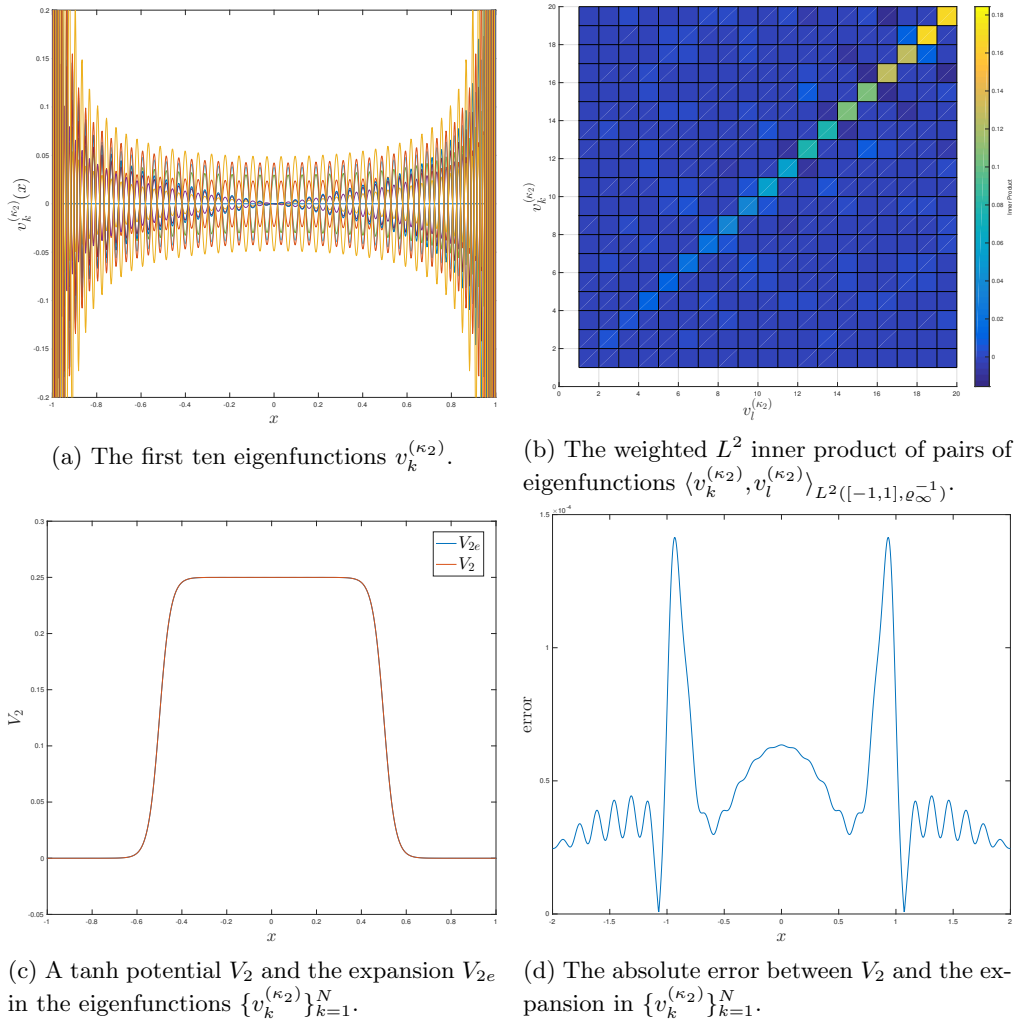 0.2
0.15
0.1
0.05
0
-0.05
-0.1
-0.15
-0.2
v_k^{(κ_2)}(x)
-1 -0.8 -0.6 -0.4 -0.2 0 0.2 0.4 0.6 0.8 1
x
(a) The first ten eigenfunctions v_k^{(κ_2)}.
20
18
16
14
12
10
8
6
4
2
0
v_k^{(κ_2)}
0 2 4 6 8 10 12 14 16 18 20
v_l^{(κ_2)}
0.18
0.16
0.14
0.12
0.1
0.08
0.06
0.04
0.02
0
Inner Product
(b) The weighted L^2 inner product of pairs of
eigenfunctions ⟨v_k^{(κ_2)}, v_l^{(κ_2)}⟩_{L^2([-1,1],ϱ_∞^{-1})}.
0.3
0.25
0.20
0.15
0.1
0.05
0
-0.05
V_2
V_{2e}
V_2
-1 -0.8 -0.6 -0.4 -0.2 0 0.2 0.4 0.6 0.8 1
x
(c) A tanh potential V_2 and the expansion V_{2e}
in the eigenfunctions {v_k^{(κ_2)}}_{k=1}^N.
×10^{-4}
1.5
1
0.5
0
error
-2 -1.5 -1 -0.5 0 0.5 1 1.5 2
x
(d) The absolute error between V_2 and the ex-
pansion in {v_k^{(κ_2)}}_{k=1}^N.